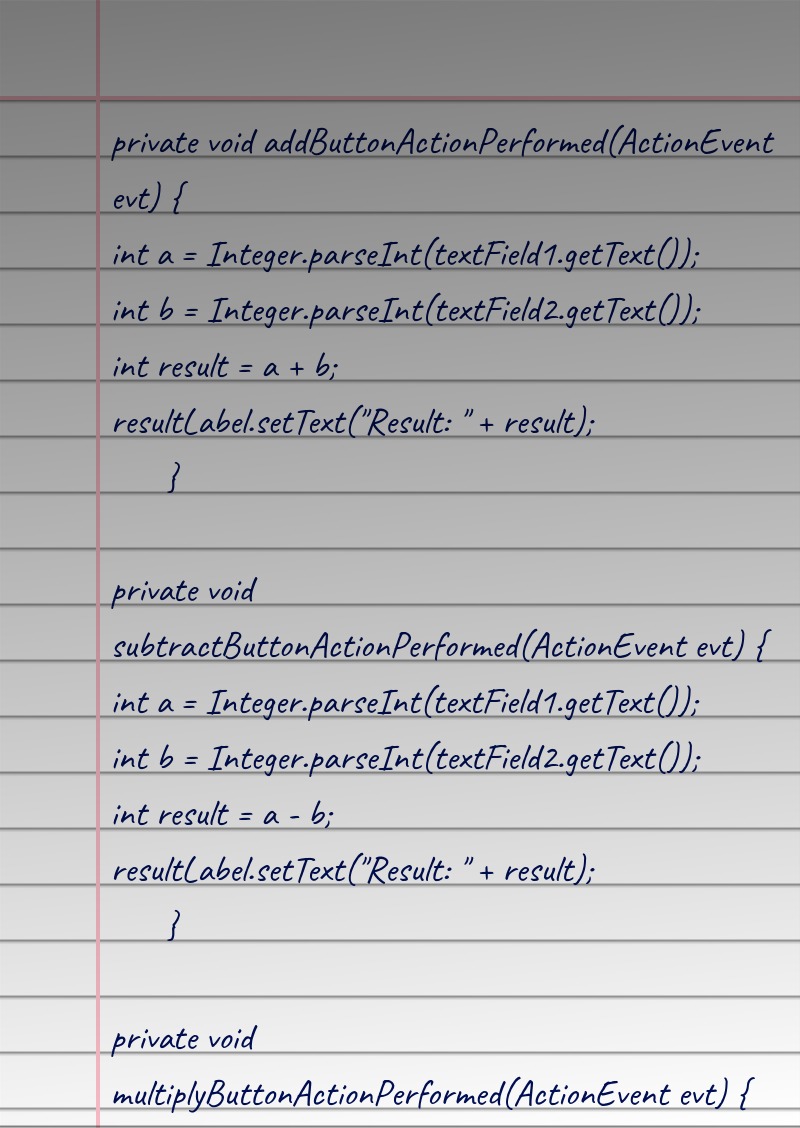 private void addButtonActionPerformed(ActionEvent
evt) {
int a = Integer.parseInt(textField1.getText());
int b = Integer.parseInt(textField2.getText());
int result = a + b;
resultLabel.setText("Result: " + result);
}
private void
subtractButtonActionPerformed(ActionEvent evt) {
int a = Integer.parseInt(textField1.getText());
int b = Integer.parseInt(textField2.getText());
int result = a - b;
resultLabel.setText("Result: " + result);
}
private void
multiplyButtonActionPerformed(ActionEvent evt) {